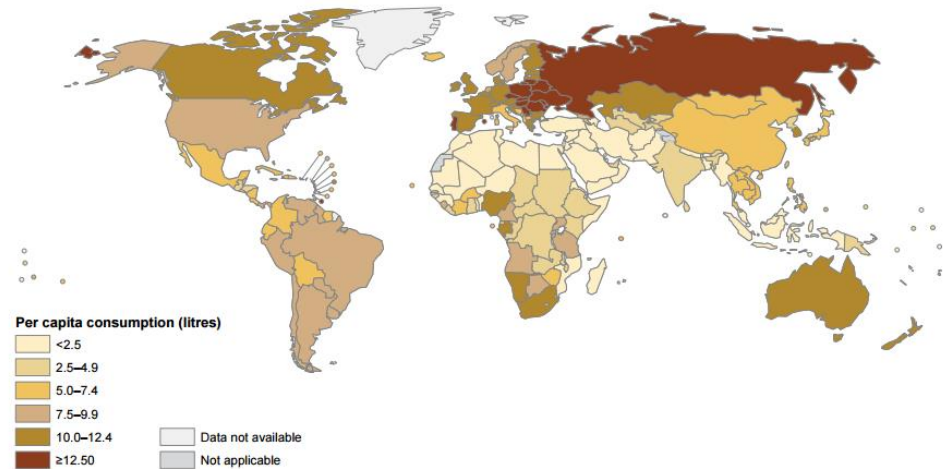 Per capita consumption (litres)
<2.5
2.5–4.9
5.0–7.4
7.5–9.9
10.0–12.4
≥12.50
Data not available
Not applicable